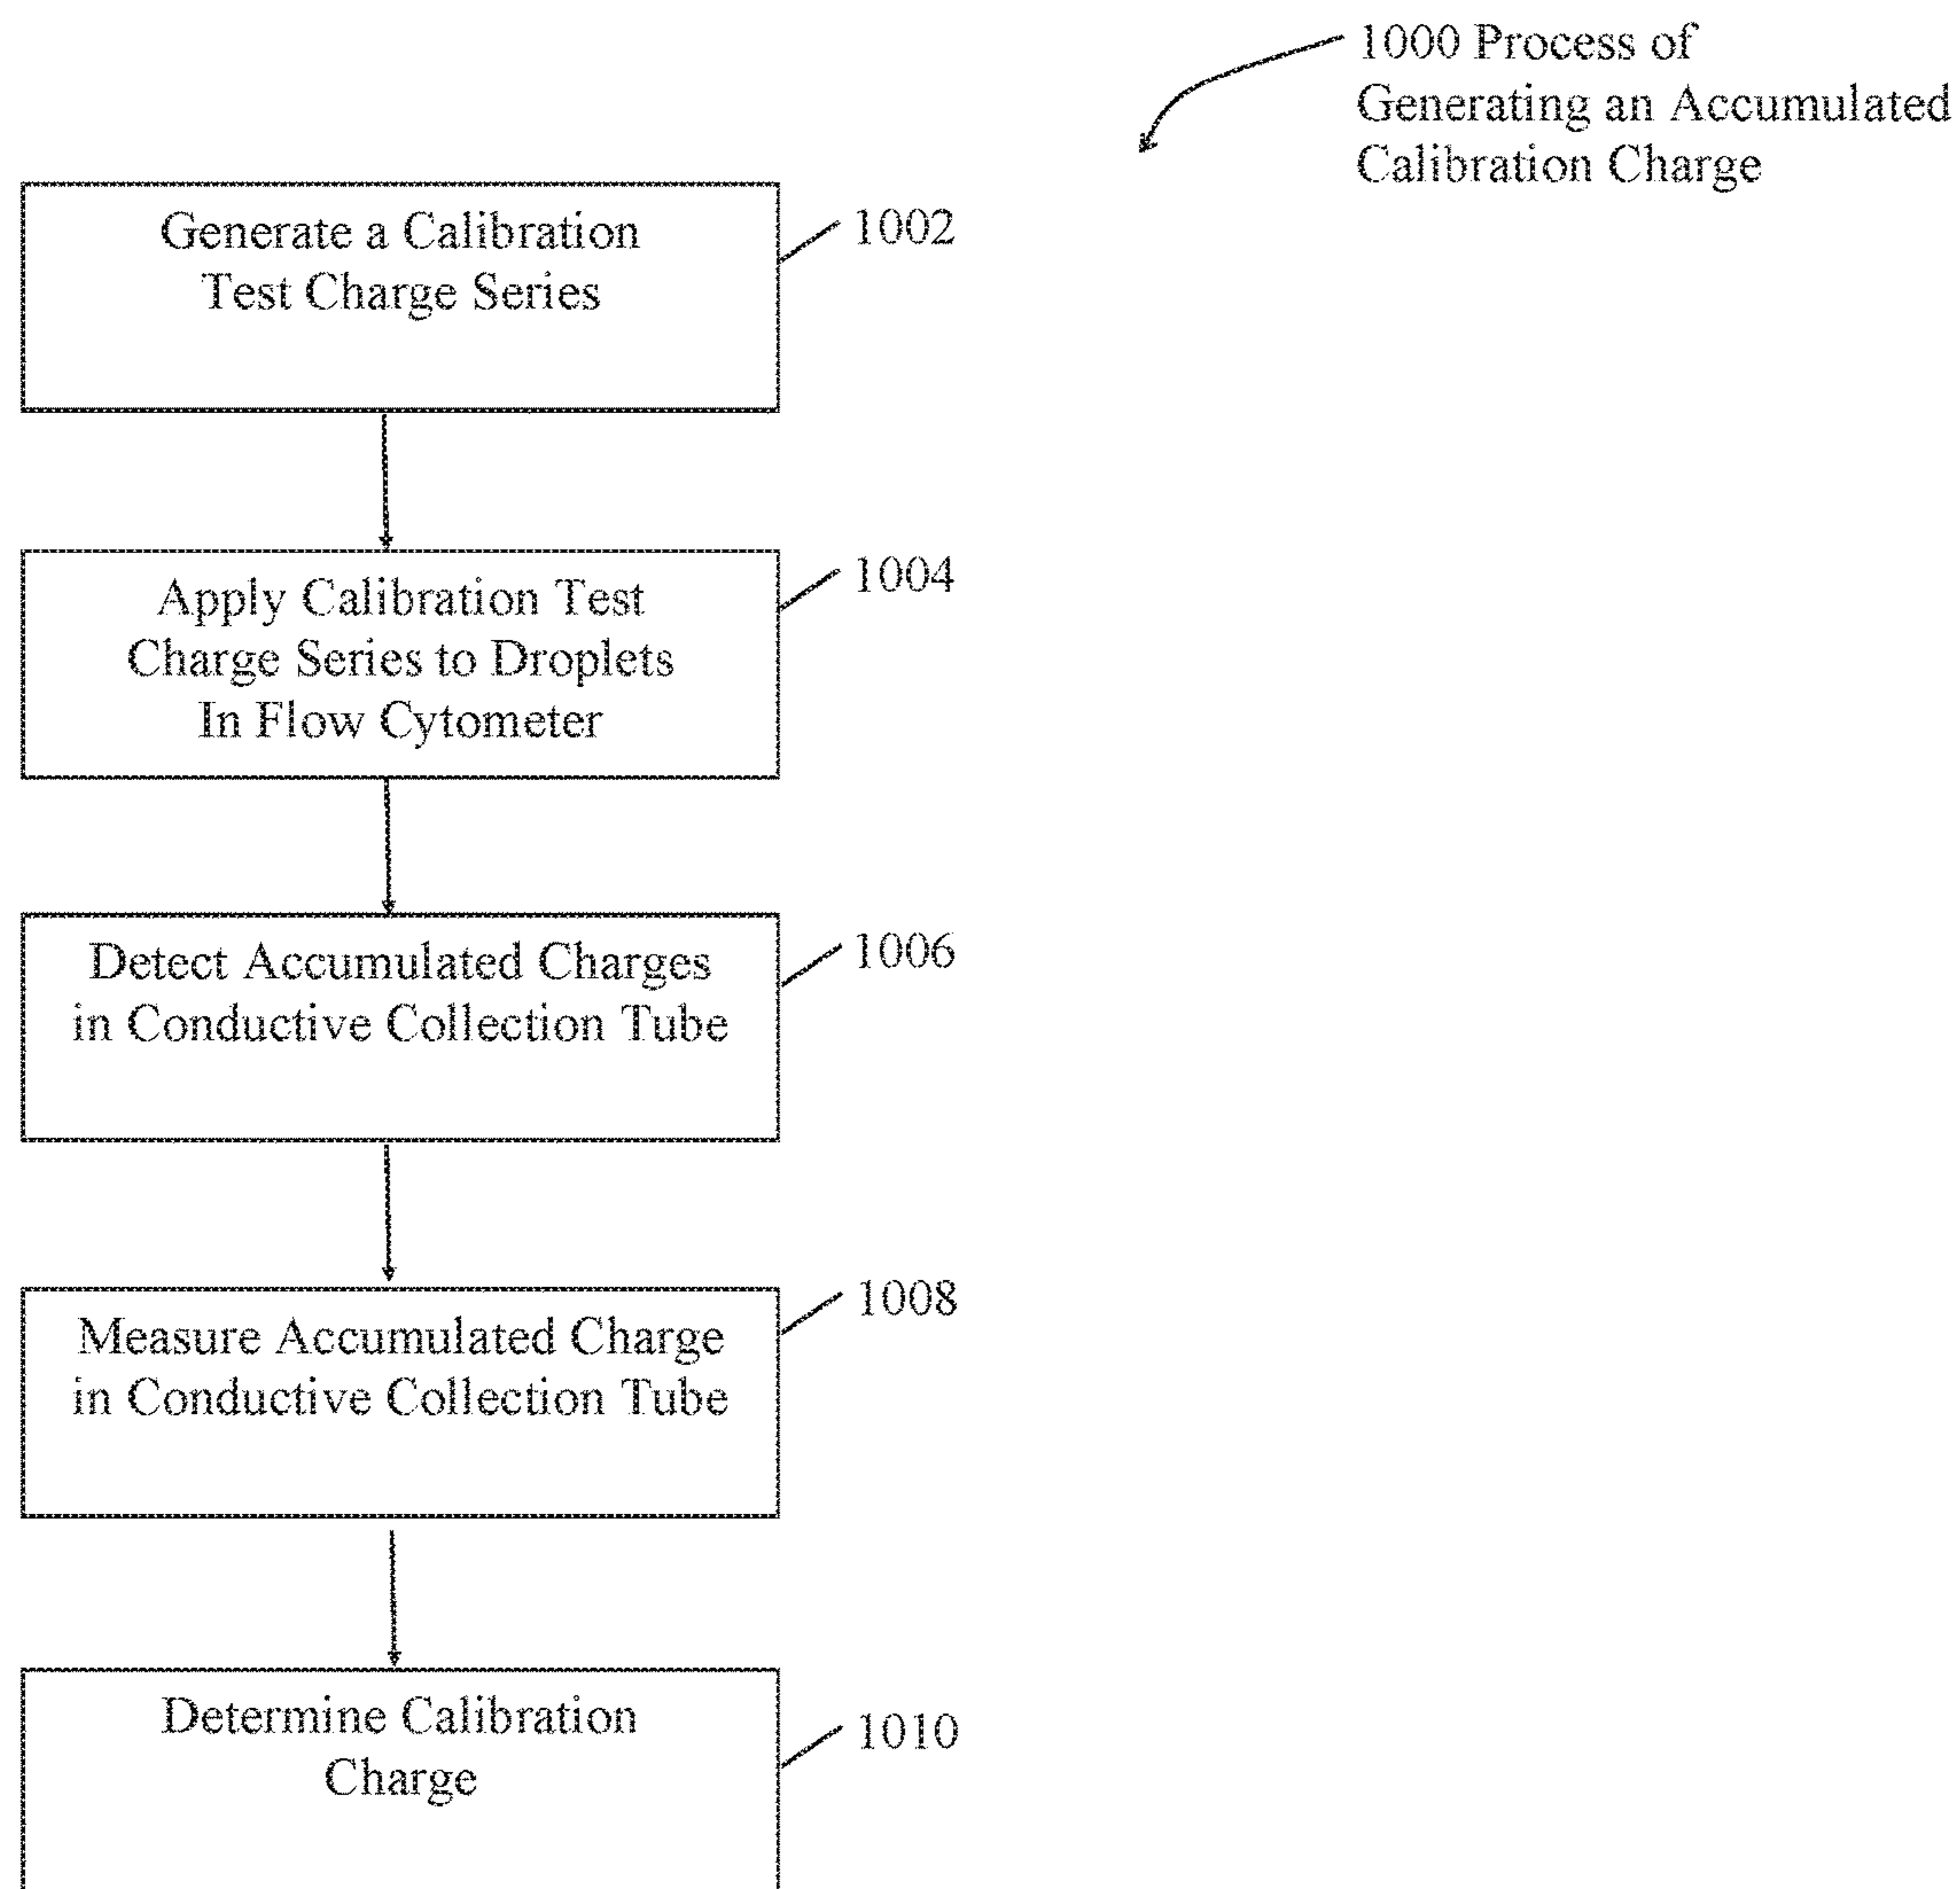 1000 Process of
Generating an Accumulated
Calibration Charge
Generate a Calibration
Test Charge Series
1002
Apply Calibration Test
Charge Series to Droplets
In Flow Cytometer
1004
Detect Accumulated Charges
in Conductive Collection Tube
1006
Measure Accumulated Charge
in Conductive Collection Tube
1008
Determine Calibration
Charge
1010